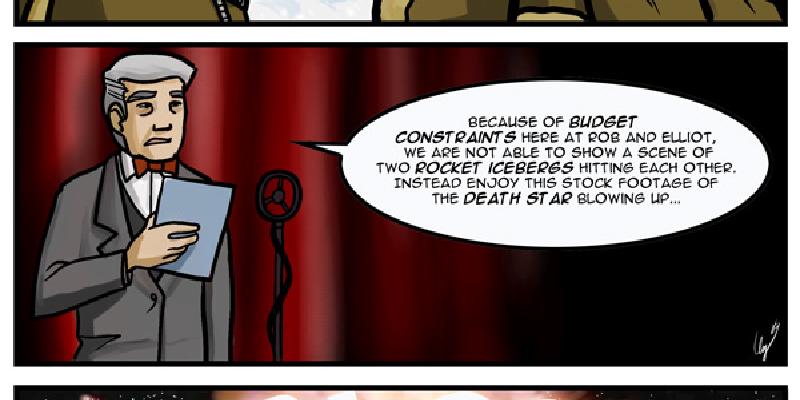 BECAUSE OF BUDGET
CONSTRAINTS HERE AT ROB AND ELLIOT,
WE ARE NOT ABLE TO SHOW A SCENE OF
TWO ROCKET ICEBERGS HITTING EACH OTHER.
INSTEAD ENJOY THIS STOCK FOOTAGE OF
THE DEATH STAR BLOWING UP...